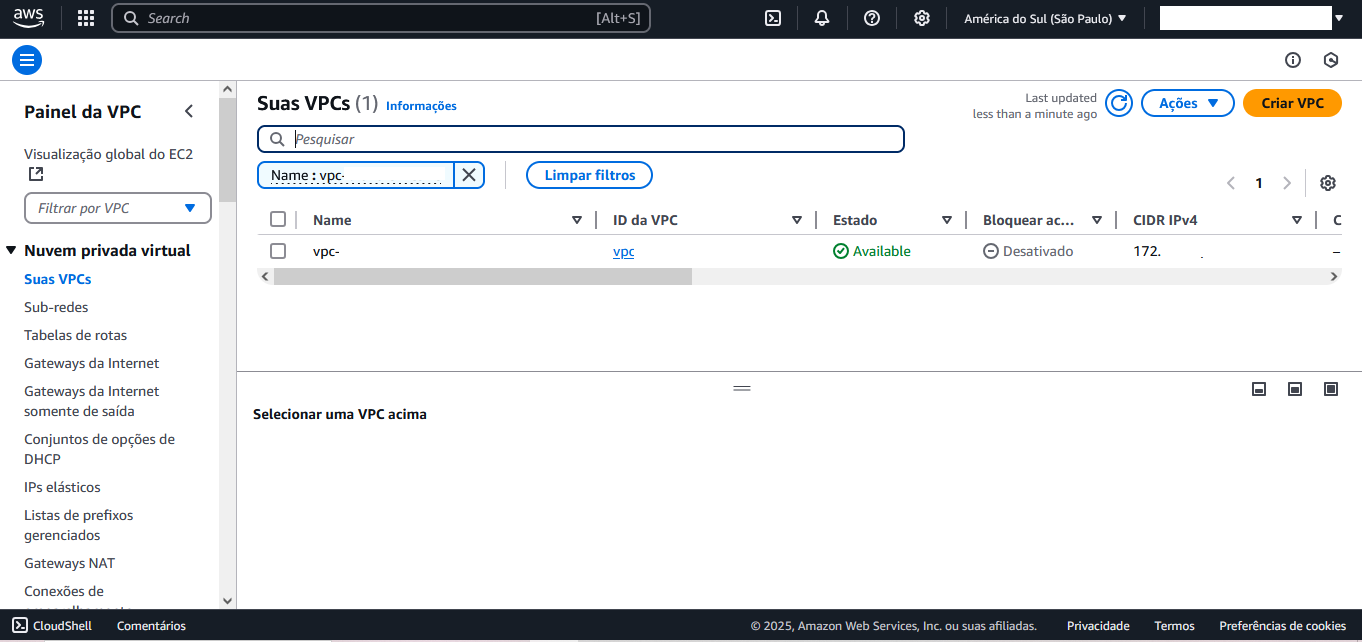 aws
Search [Alt+S]
América do Sul (São Paulo)
Painel da VPC
Visualização global do EC2
Filtrar por VPC
Nuvem privada virtual
Suas VPCs
Sub-redes
Tabelas de rotas
Gateways da Internet
Gateways da Internet
somente de saída
Conjuntos de opções de
DHCP
IPs elásticos
Listas de prefixos
gerenciados
Gateways NAT
Conexões de
Suas VPCs (1) Informações
Last updated
less than a minute ago
Ações
Criar VPC
Pesquisar
Name : vpc-
Limpar filtros
1
Name ID da VPC Estado Bloquear ac... CIDR IPv4 C
vpc- vpc Available Desativado 172. . –
Selecionar uma VPC acima
CloudShell Comentários © 2025, Amazon Web Services, Inc. ou suas afiliadas. Privacidade Termos Preferências de cookies